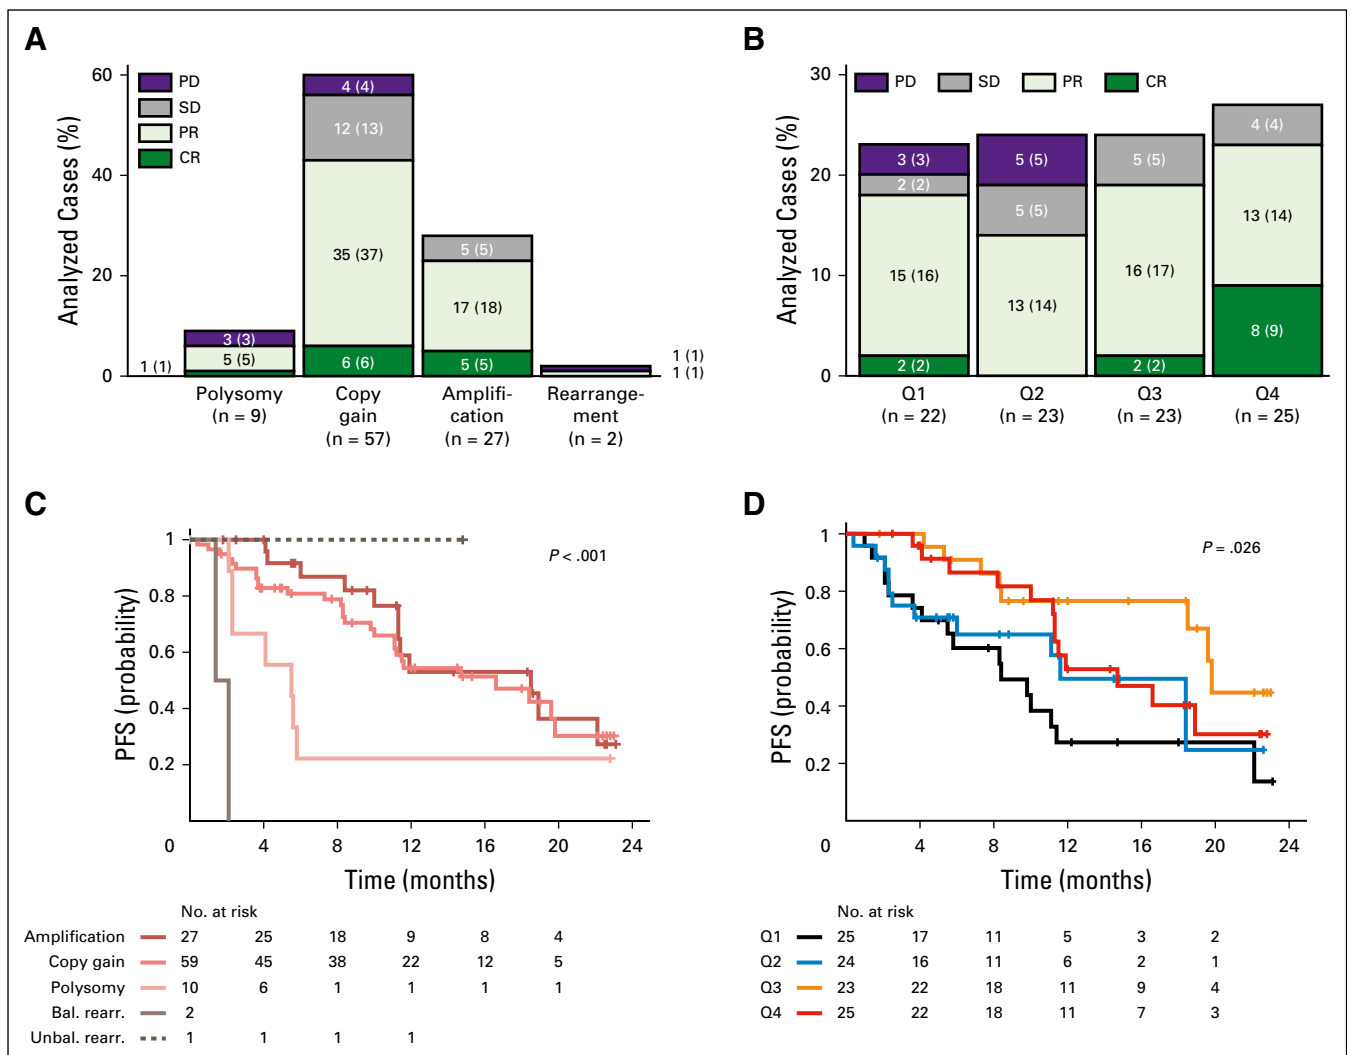 A
Analyzed Cases (%)
60
40
20
0
PD
SD
PR
CR
4 (4)
12 (13)
35 (37)
6 (6)
5 (5)
17 (18)
5 (5)
3 (3)
5 (5)
1 (1)
1 (1)
1 (1)
Polysomy
(n = 9)
Copy
gain
(n = 57)
Amplifi-
cation
(n = 27)
Rearrange-
ment
(n = 2)
B
Analyzed Cases (%)
30
20
10
0
PD SD PR CR
3 (3)
2 (2)
15 (16)
2 (2)
5 (5)
5 (5)
13 (14)
5 (5)
16 (17)
2 (2)
4 (4)
13 (14)
8 (9)
Q1
(n = 22)
Q2
(n = 23)
Q3
(n = 23)
Q4
(n = 25)
C
PFS (probability)
1
0.8
0.6
0.4
0.2
P < .001
0 4 8 12 16 20 24
Time (months)
No. at risk
Amplification 27 25 18 9 8 4
Copy gain 59 45 38 22 12 5
Polysomy 10 6 1 1 1 1
Bal. rearr. 2
Unbal. rearr. 1 1 1 1
D
PFS (probability)
1
0.8
0.6
0.4
0.2
P = .026
0 4 8 12 16 20 24
Time (months)
No. at risk
Q1 25 17 11 5 3 2
Q2 24 16 11 6 2 1
Q3 23 22 18 11 9 4
Q4 25 22 18 11 7 3